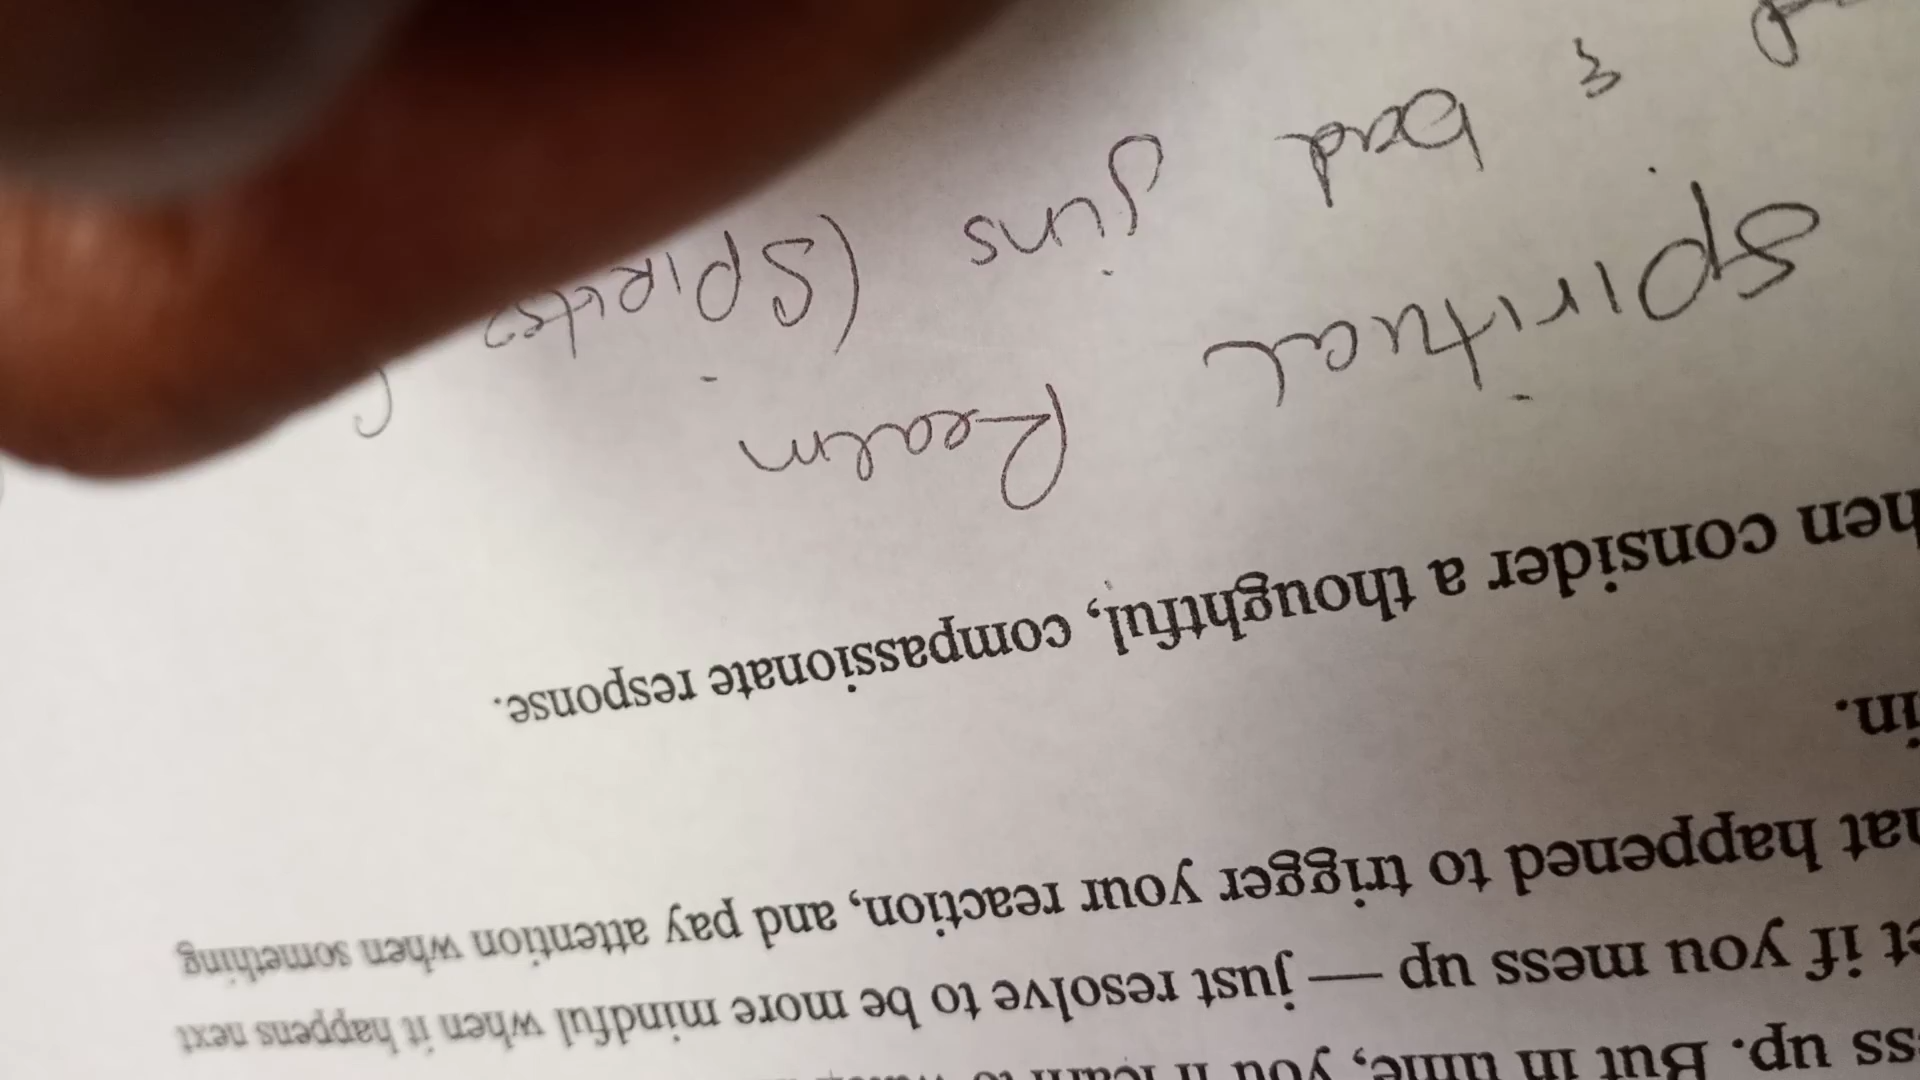 ss up. But in time, you'll learn to
et if you mess up — just resolve to be more mindful when it happens next
hat happened to trigger your reaction, and pay attention when something
in.
hen consider a thoughtful, compassionate response.
Spiritual Realm
& bad Jins (Spirits)